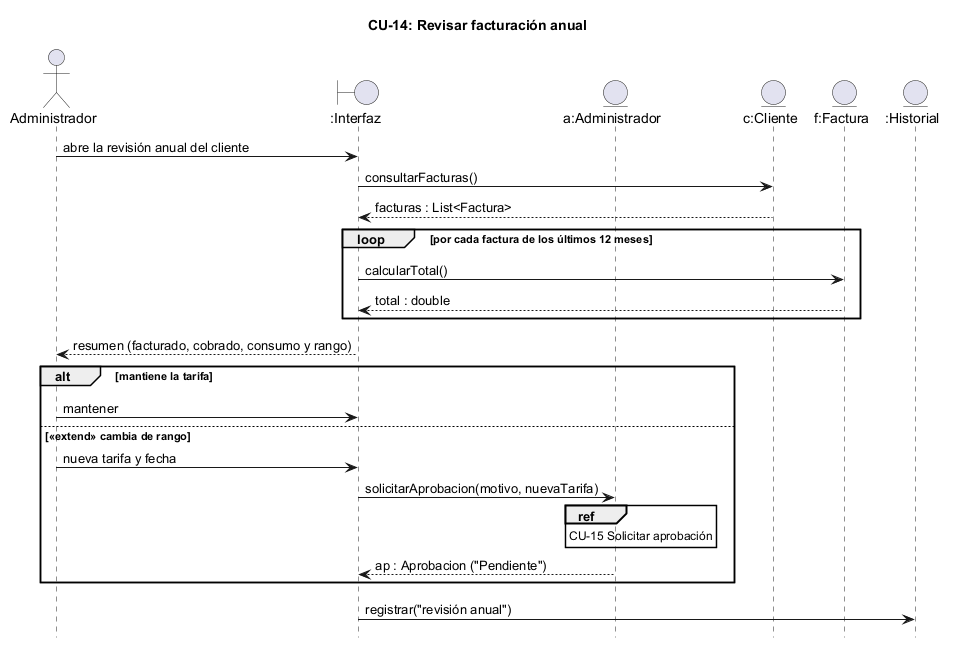 CU-14: Revisar facturación anual
Administrador
:Interfaz
a:Administrador
c:Cliente
f:Factura
:Historial
abre la revisión anual del cliente
consultarFacturas()
facturas : List<Factura>
loop [por cada factura de los últimos 12 meses]
calcularTotal()
total : double
resumen (facturado, cobrado, consumo y rango)
alt [mantiene la tarifa]
mantener
[«extend» cambia de rango]
nueva tarifa y fecha
solicitarAprobacion(motivo, nuevaTarifa)
ref
CU-15 Solicitar aprobación
ap : Aprobacion ("Pendiente")
registrar("revisión anual")